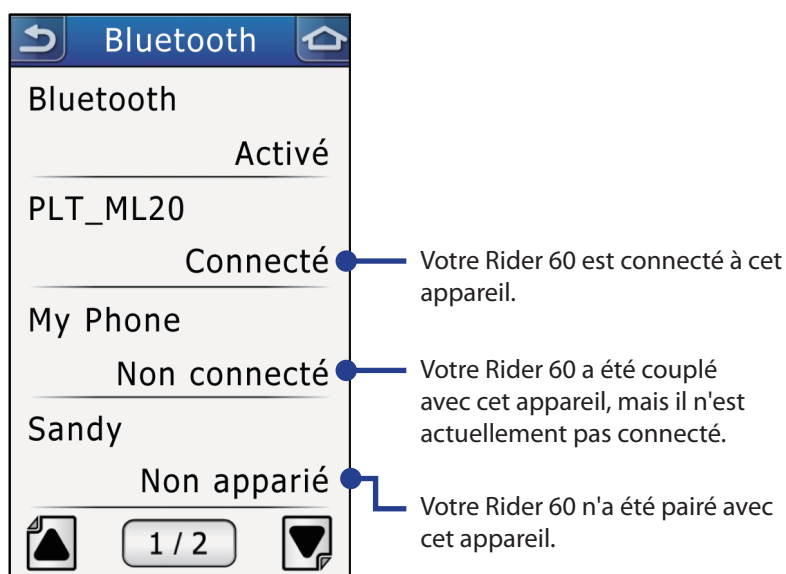 Bluetooth
Bluetooth
Activé
PLT_ML20
Connecté
Votre Rider 60 est connecté à cet
appareil.
My Phone
Non connecté
Votre Rider 60 a été couplé
avec cet appareil, mais il n'est
actuellement pas connecté.
Sandy
Non apparié
Votre Rider 60 n'a été pairé avec
cet appareil.
1 / 2